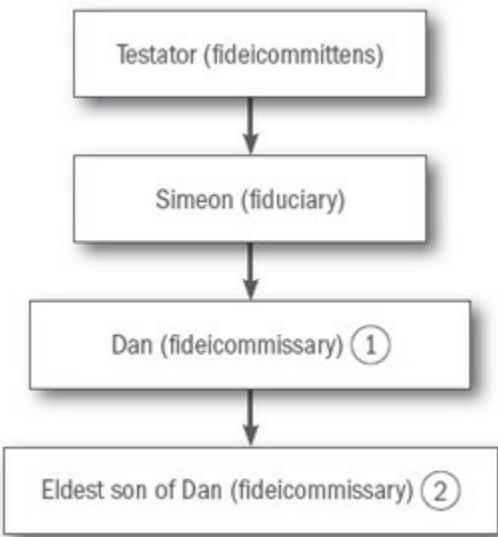 Testator (fideicommittens)
Simeon (fiduciary)
Dan (fideicommissary) 1
Eldest son of Dan (fideicommissary) 2